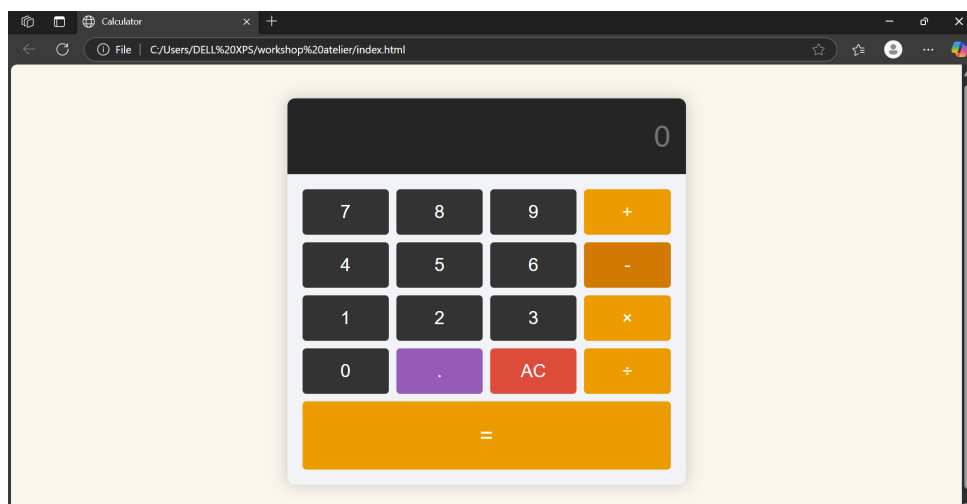 Calculator
File | C:/Users/DELL%20XPS/workshop%20atelier/index.html
0
7 8 9 +
4 5 6 -
1 2 3 ×
0 . AC ÷
=